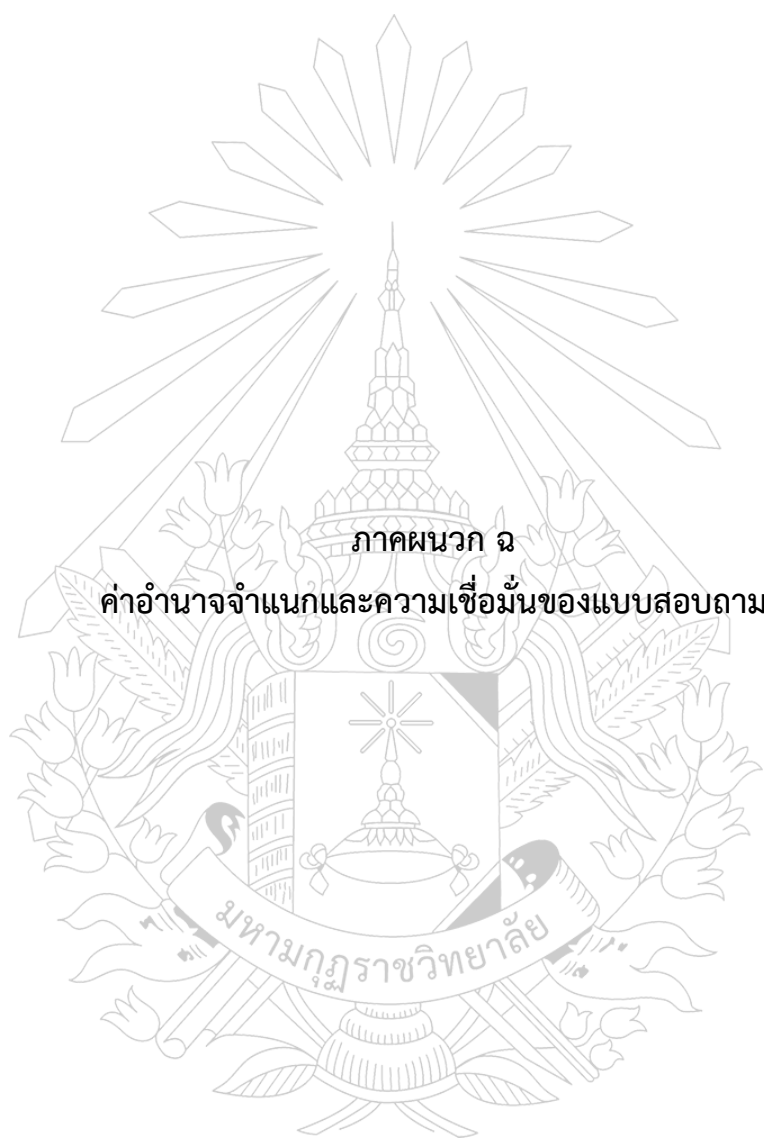 ภาคผนวก ฉ
ค่าอำนาจจำแนกและความเชื่อมั่นของแบบสอบถาม
มหามกุฏราชวิทยาลัย